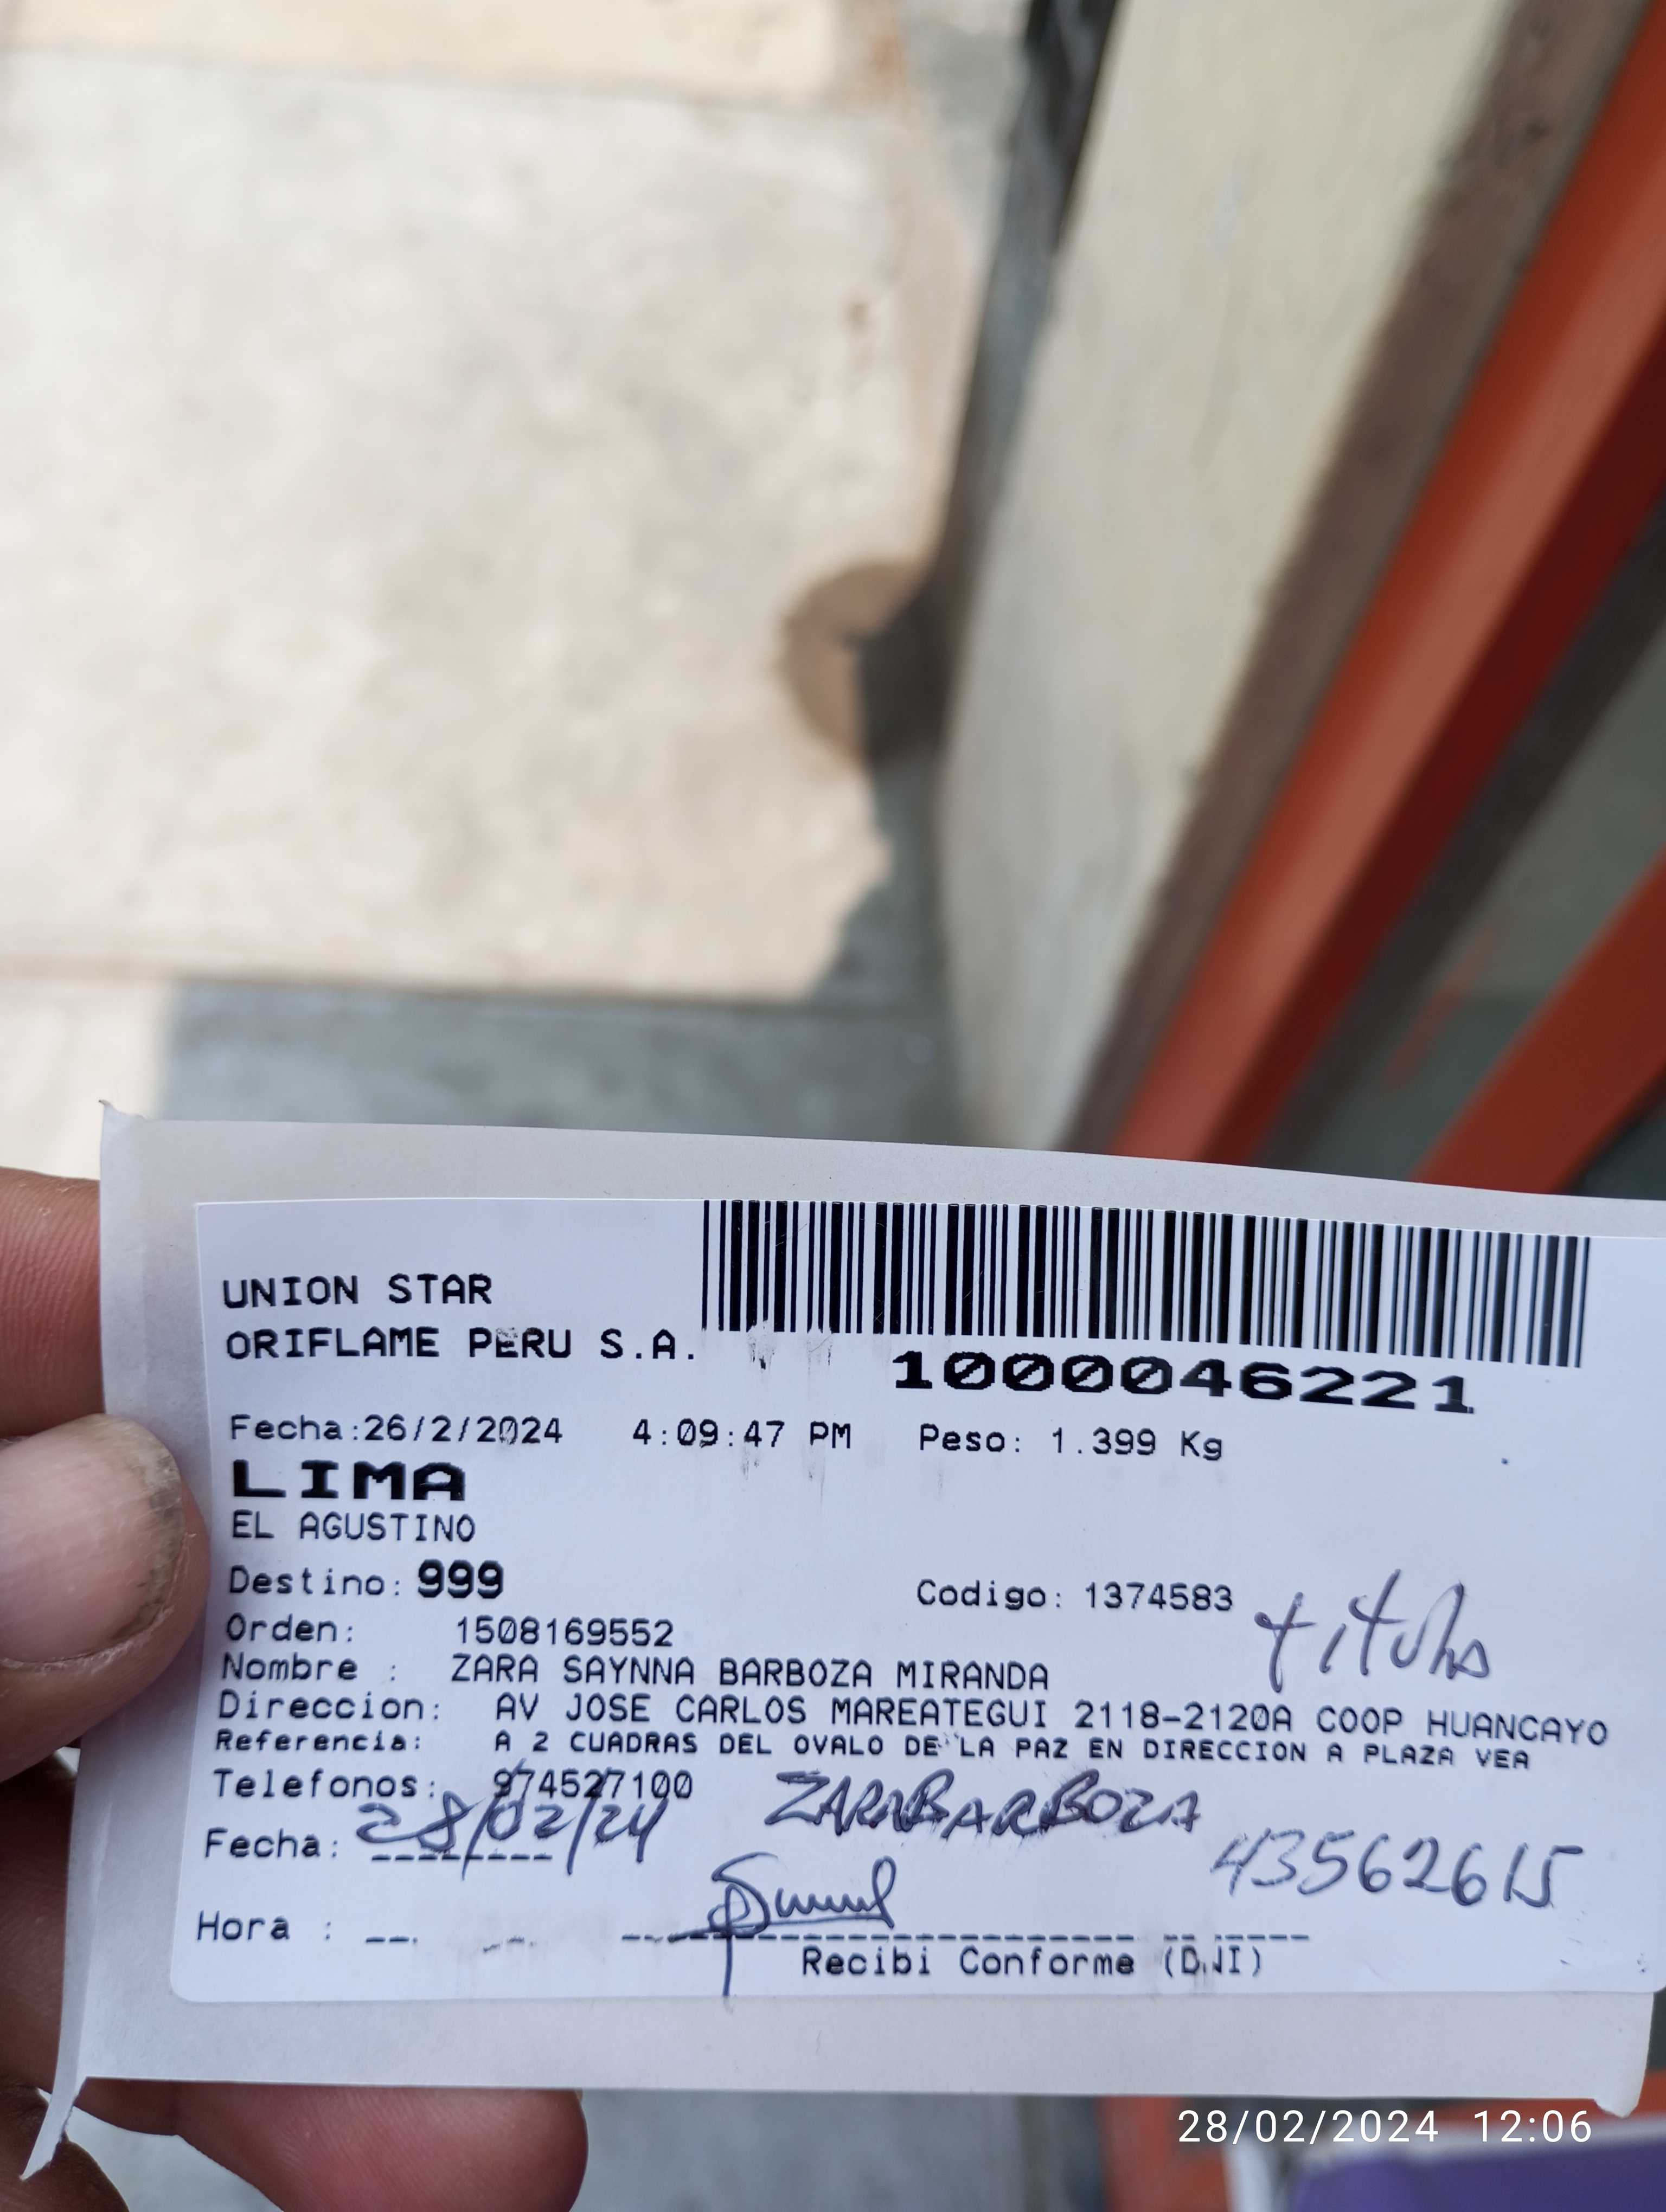 UNION STAR
ORIFLAME PERU S.A.
1000046221
Fecha:26/2/2024 4:09:47 PM Peso: 1.399 Kg
LIMA
EL AGUSTINO
Destino: 999 Codigo: 1374583
titular
Orden: 1508169552
Nombre : ZARA SAYNNA BARBOZA MIRANDA
Direccion: AV JOSE CARLOS MAREATEGUI 2118-2120A COOP HUANCAYO
Referencia: A 2 CUADRAS DEL OVALO DE LA PAZ EN DIRECCION A PLAZA VEA
Telefonos: 974527100
ZARA BARBOZA
Fecha: 28/02/24
43562615
Hora :
Recibi Conforme (DNI)
28/02/2024 12:06